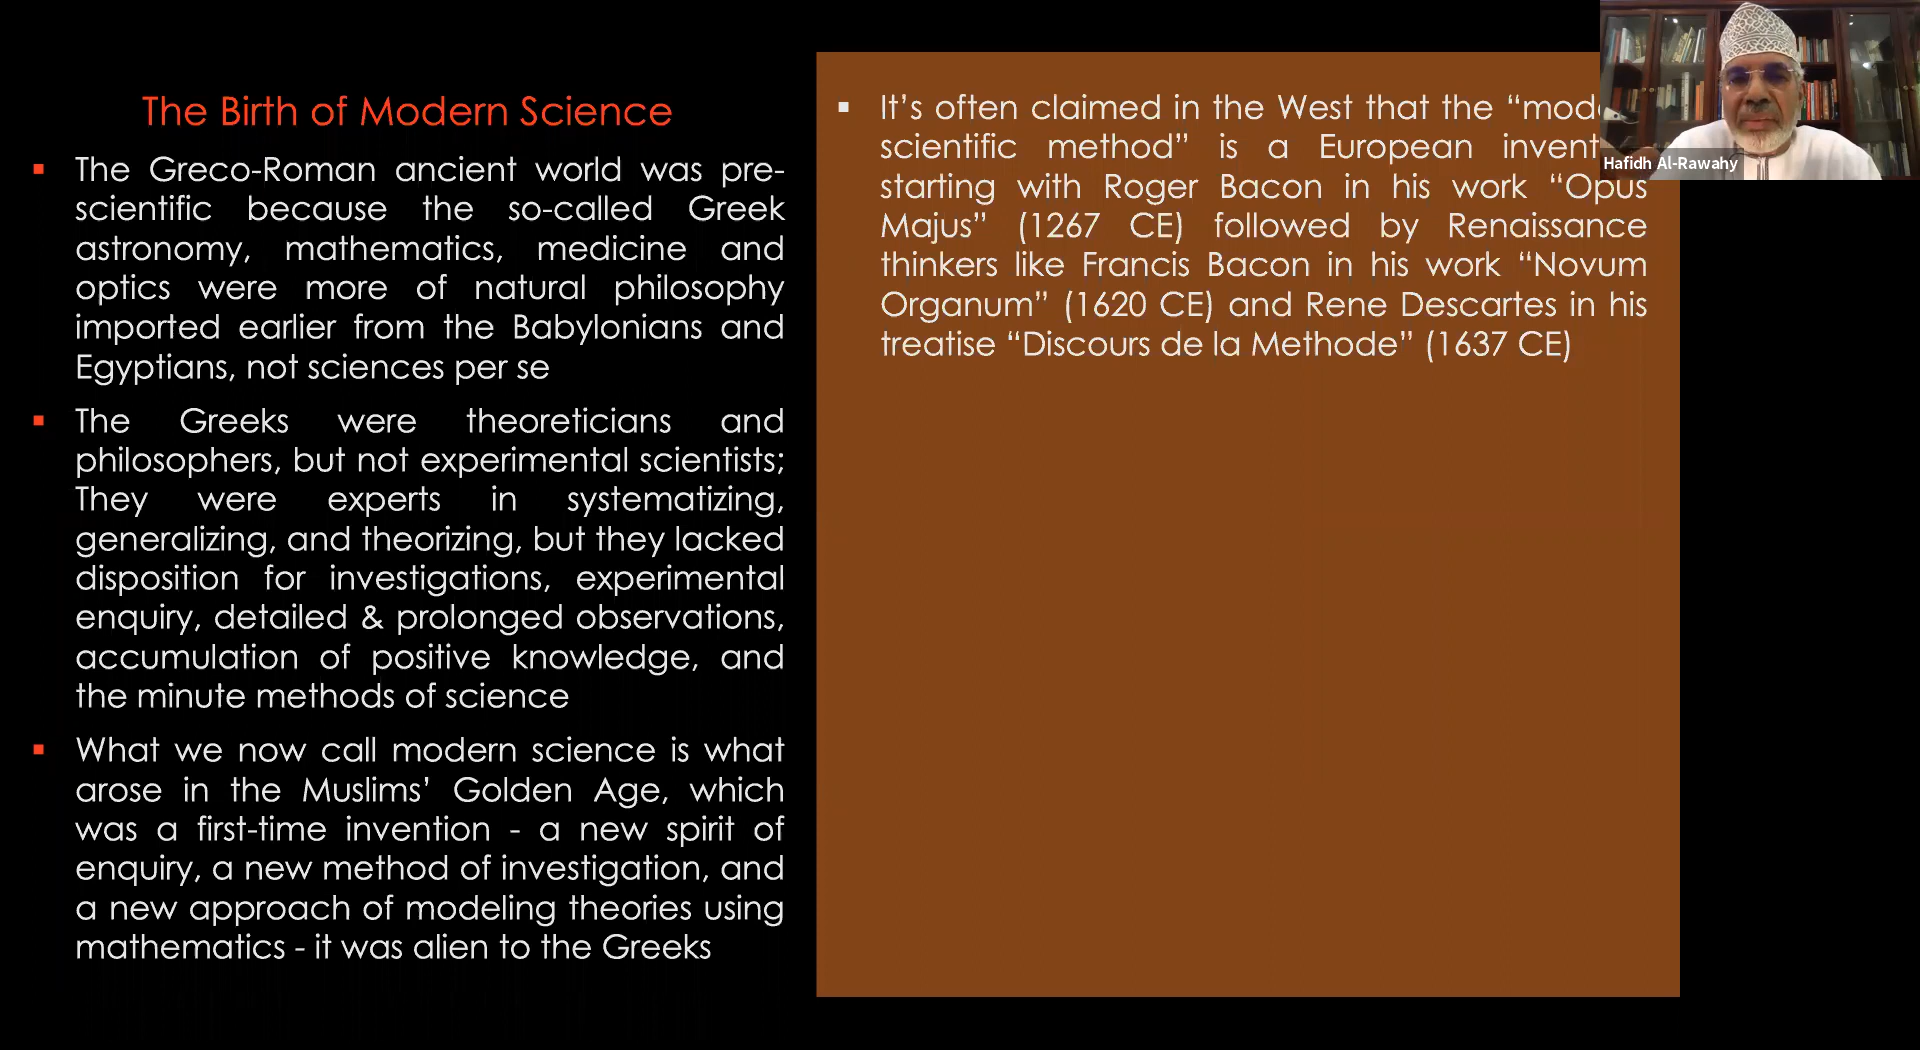 The Birth of Modern Science
▪ The Greco-Roman ancient world was pre-
scientific because the so-called Greek
astronomy, mathematics, medicine and
optics were more of natural philosophy
imported earlier from the Babylonians and
Egyptians, not sciences per se
▪ The Greeks were theoreticians and
philosophers, but not experimental scientists;
They were experts in systematizing,
generalizing, and theorizing, but they lacked
disposition for investigations, experimental
enquiry, detailed & prolonged observations,
accumulation of positive knowledge, and
the minute methods of science
▪ What we now call modern science is what
arose in the Muslims’ Golden Age, which
was a first-time invention - a new spirit of
enquiry, a new method of investigation, and
a new approach of modeling theories using
mathematics - it was alien to the Greeks
▪ It’s often claimed in the West that the
scientific method” is a European
starting with Roger Bacon in his work “Opus
Majus” (1267 CE) followed by Renaissance
thinkers like Francis Bacon in his work “Novum
Organum” (1620 CE) and Rene Descartes in his
treatise “Discours de la Methode” (1637 CE)
Hafidh Al-Rawahy